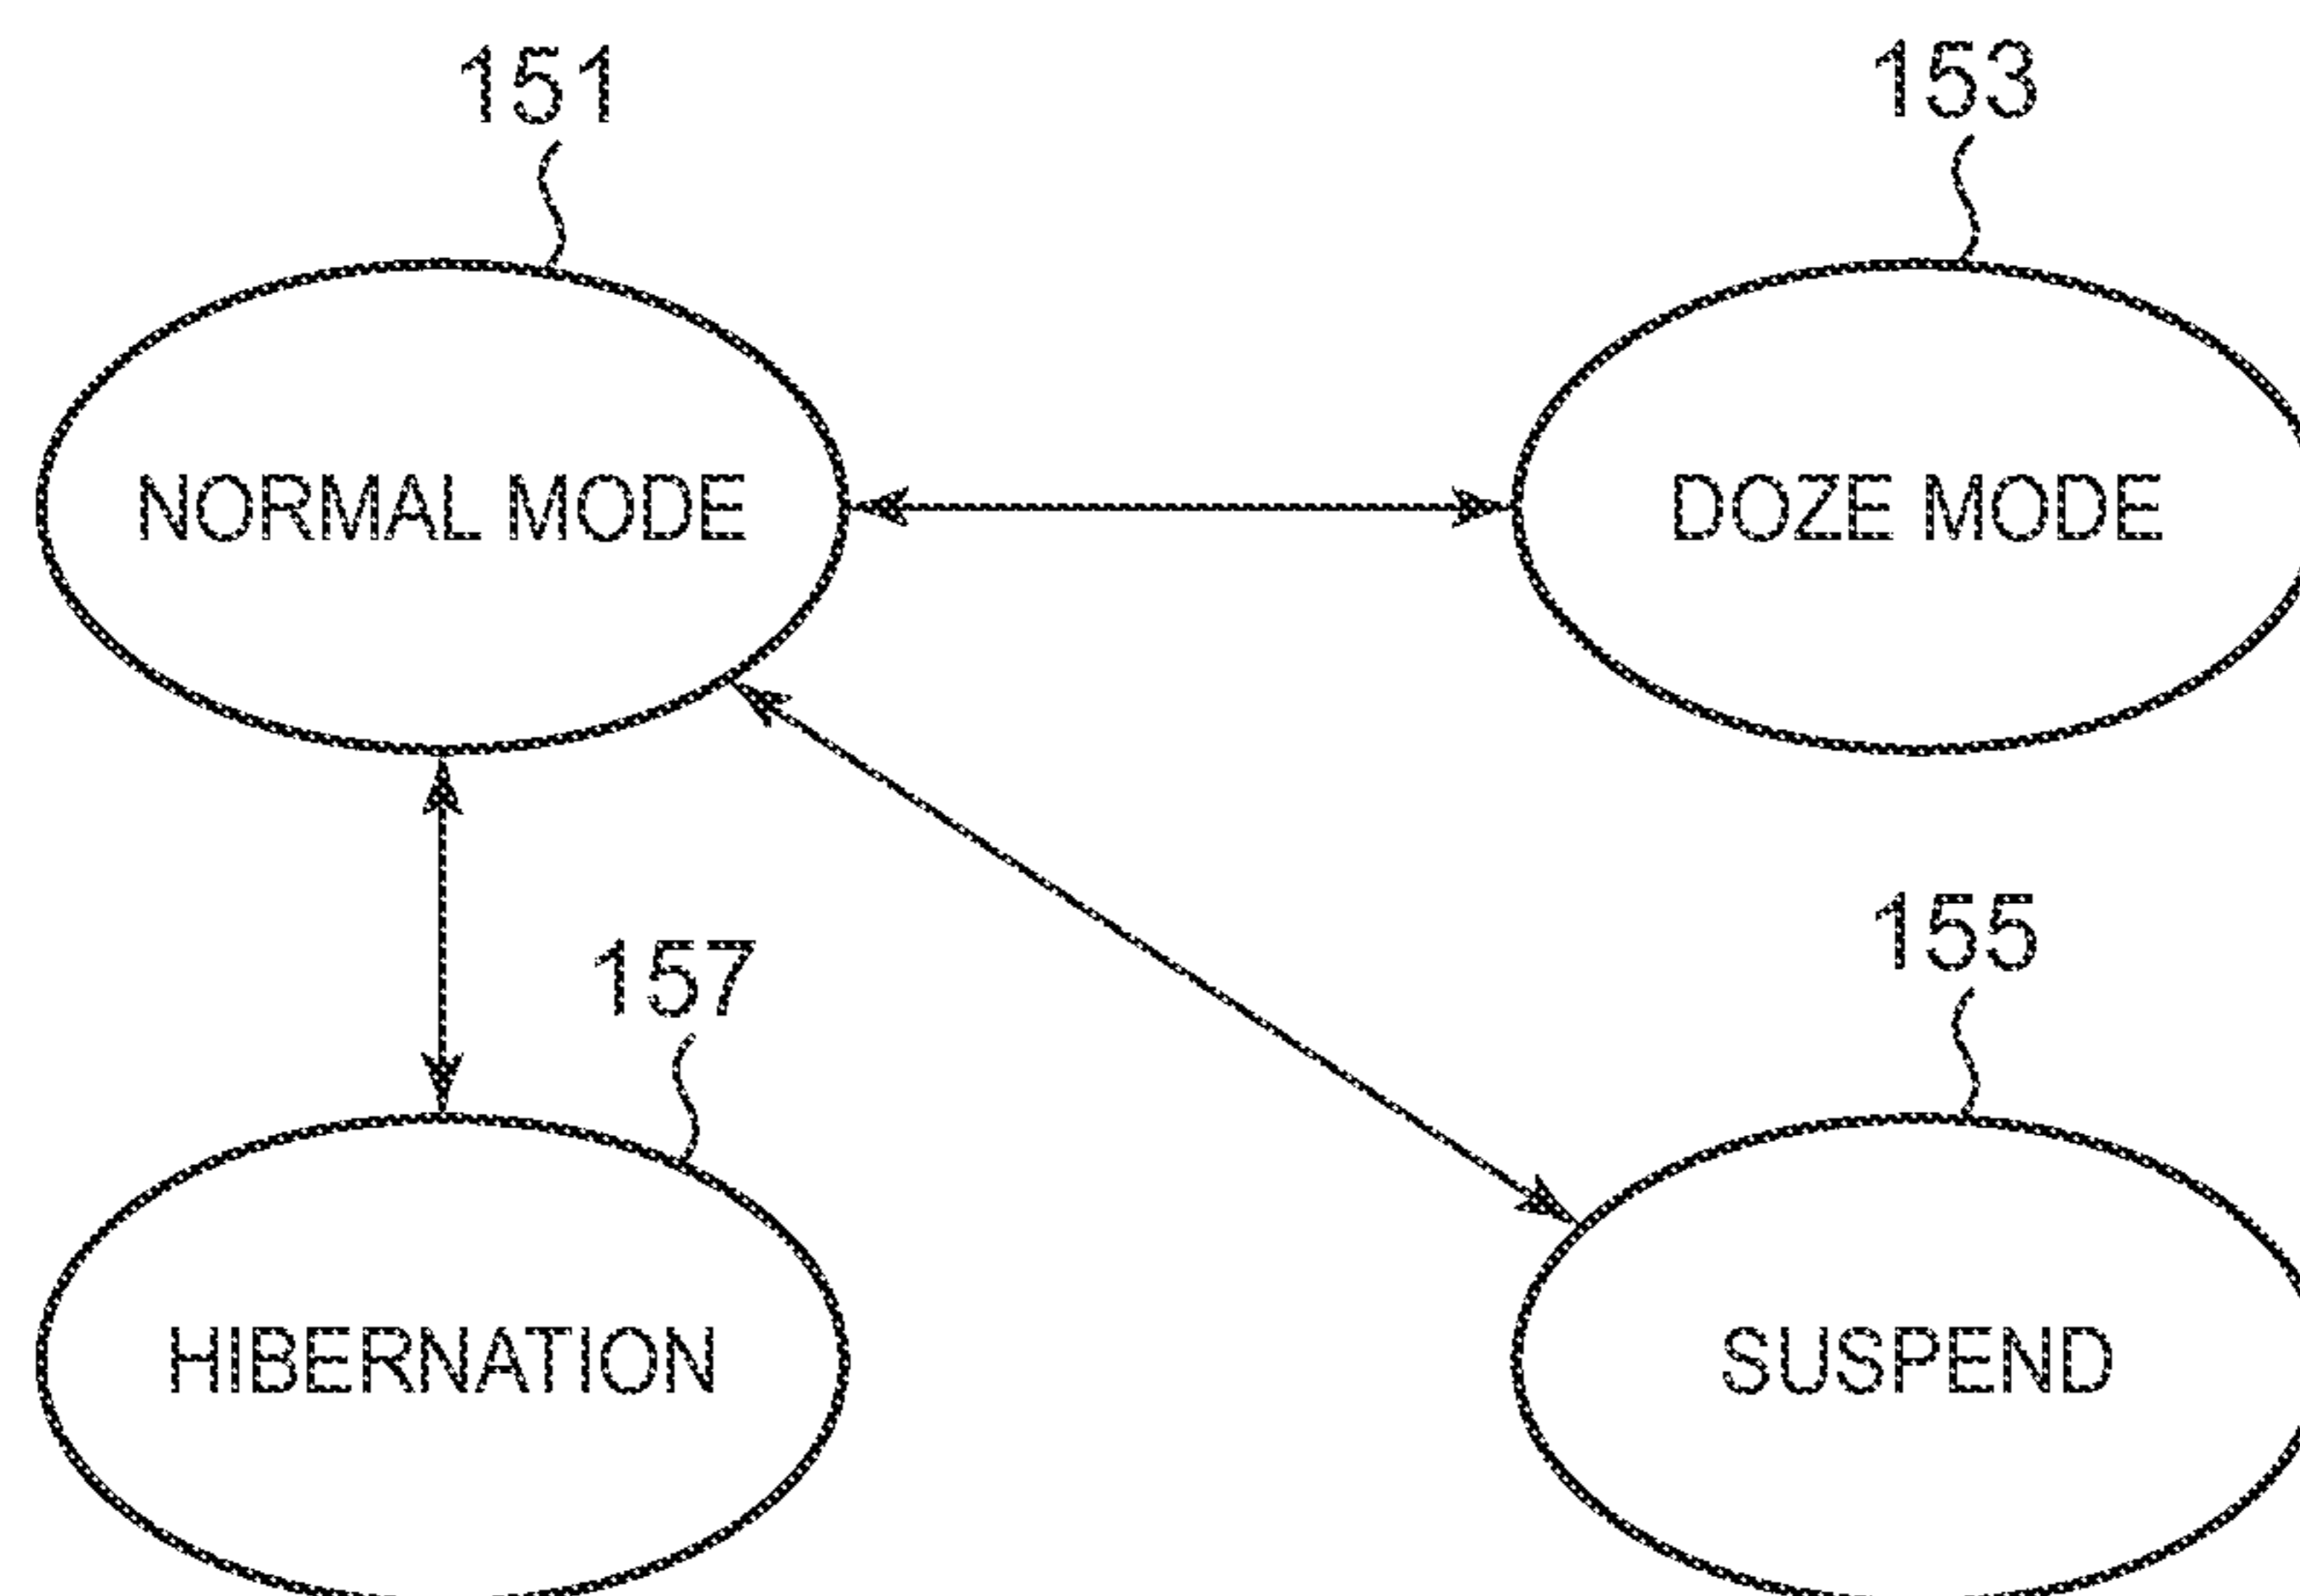 151
153
NORMAL MODE
DOZE MODE
157
155
HIBERNATION
SUSPEND